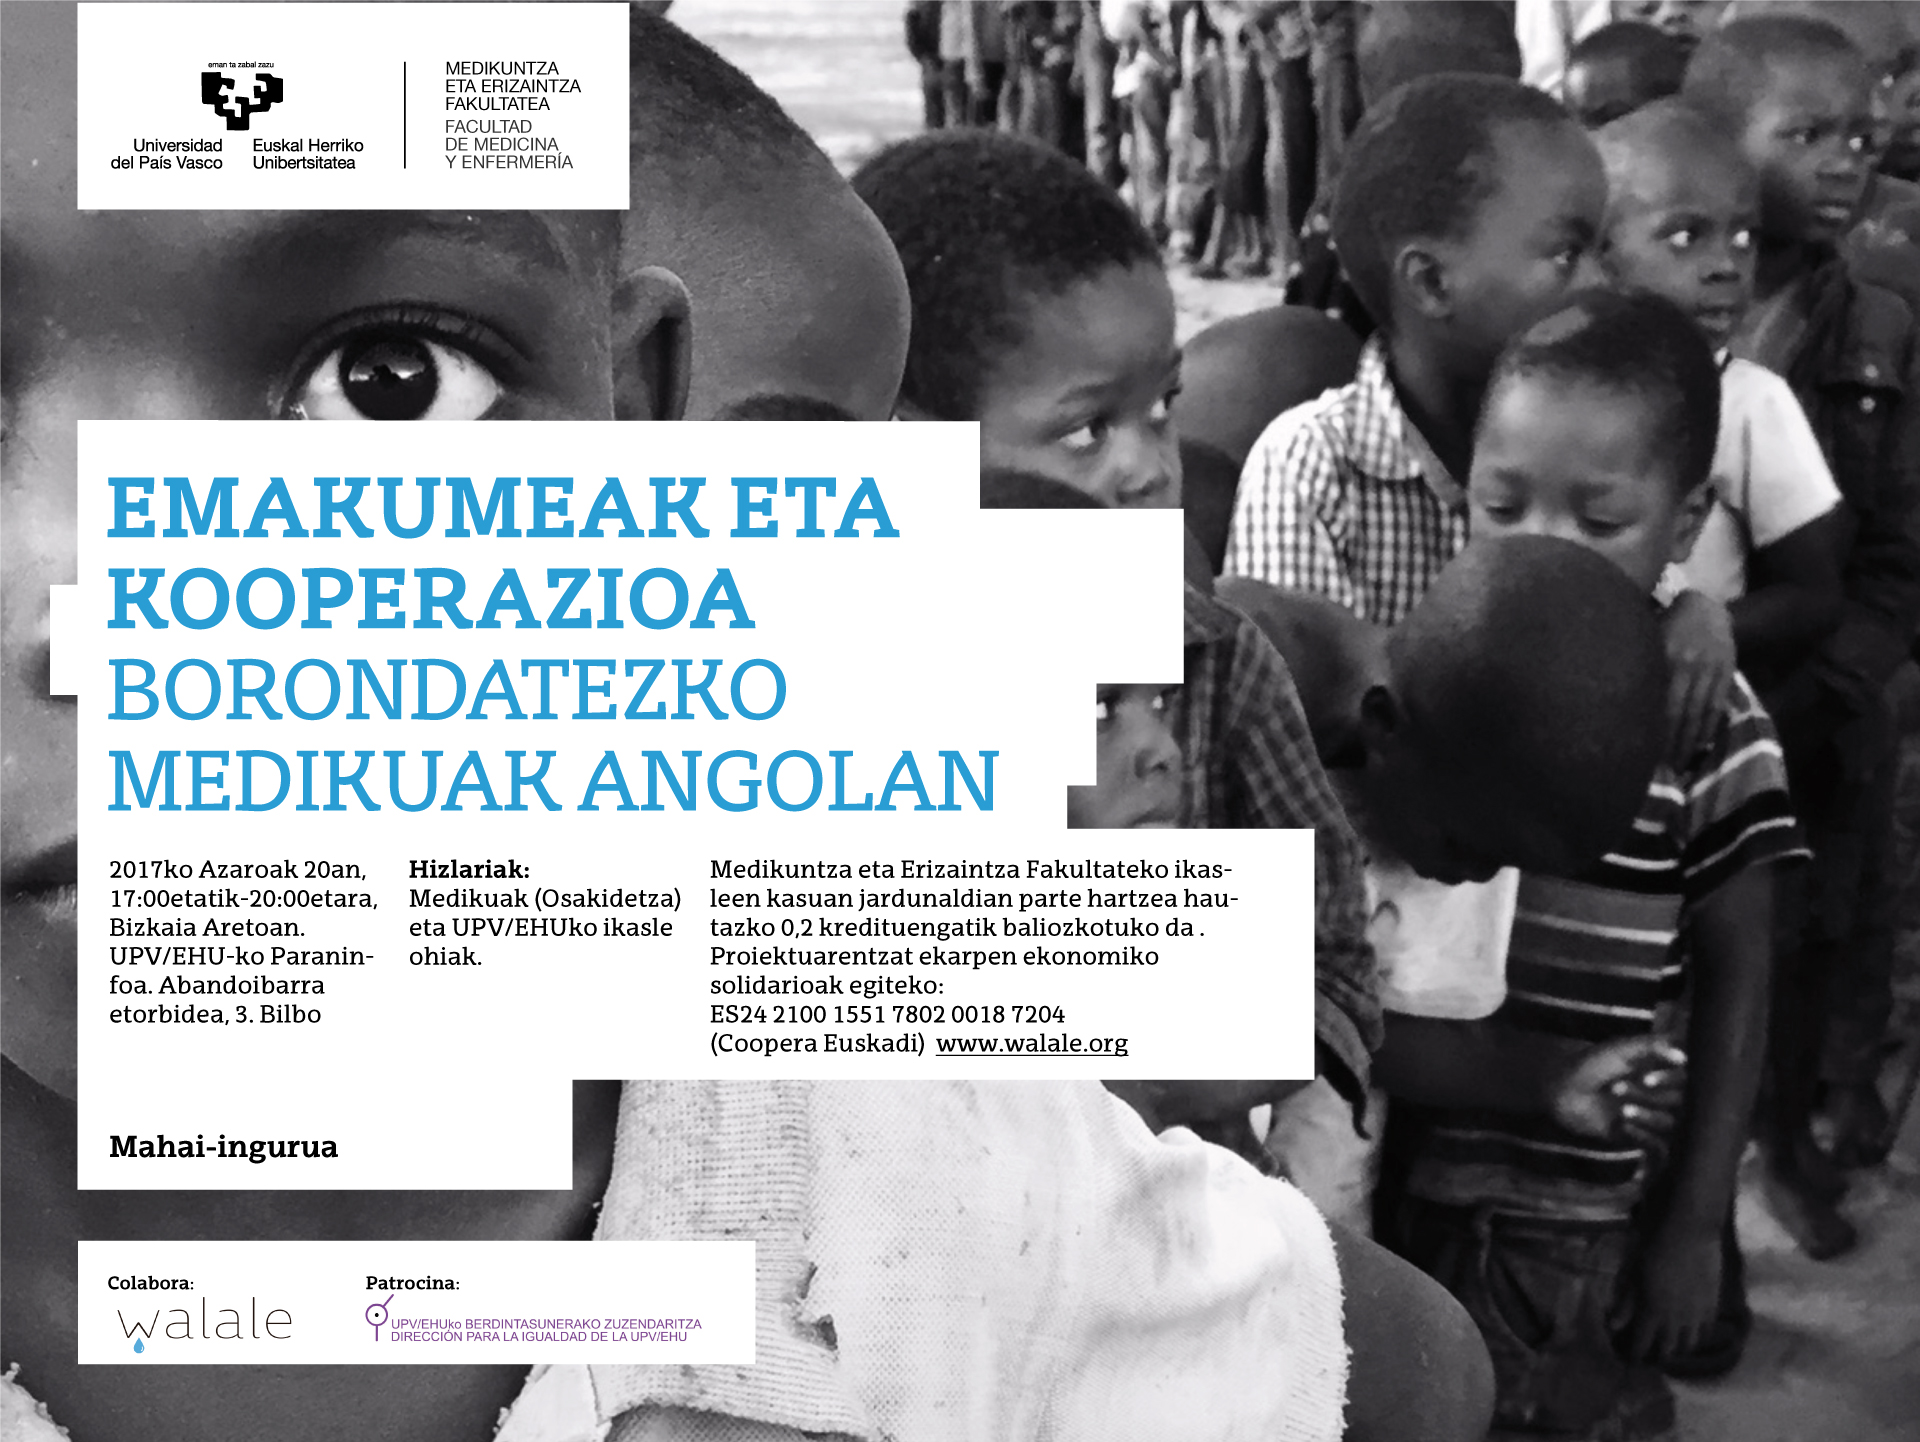 eman ta zabal zazu
Universidad
del País Vasco
Euskal Herriko
Unibertsitatea
MEDIKUNTZA
ETA ERIZAINTZA
FAKULTATEA
FACULTAD
DE MEDICINA
Y ENFERMERÍA
EMAKUMEAK ETA
KOOPERAZIOA
BORONDATEZKO
MEDIKUAK ANGOLAN
2017ko Azaroak 20an,
17:00etatik-20:00etara,
Bizkaia Aretoan.
UPV/EHU-ko Paranin-
foa. Abandoibarra
etorbidea, 3. Bilbo
Hizlariak:
Medikuak (Osakidetza)
eta UPV/EHUko ikasle
ohiak.
Medikuntza eta Erizaintza Fakultateko ikas-
leen kasuan jardunaldian parte hartzea hau-
tazko 0,2 kredituengatik baliozkotuko da .
Proiektuarentzat ekarpen ekonomiko
solidarioak egiteko:
ES24 2100 1551 7802 0018 7204
(Coopera Euskadi) www.walale.org
Mahai-ingurua
Colabora:
walale
Patrocina:
UPV/EHUko BERDINTASUNERAKO ZUZENDARITZA
DIRECCIÓN PARA LA IGUALDAD DE LA UPV/EHU